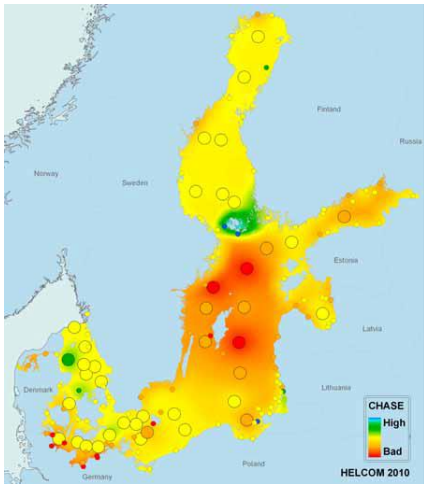 Finland
Russia
Norway
Sweden
Estonia
Latvia
Denmark
Lithuania
CHASE
High
Bad
Poland
HELCOM 2010
Germany